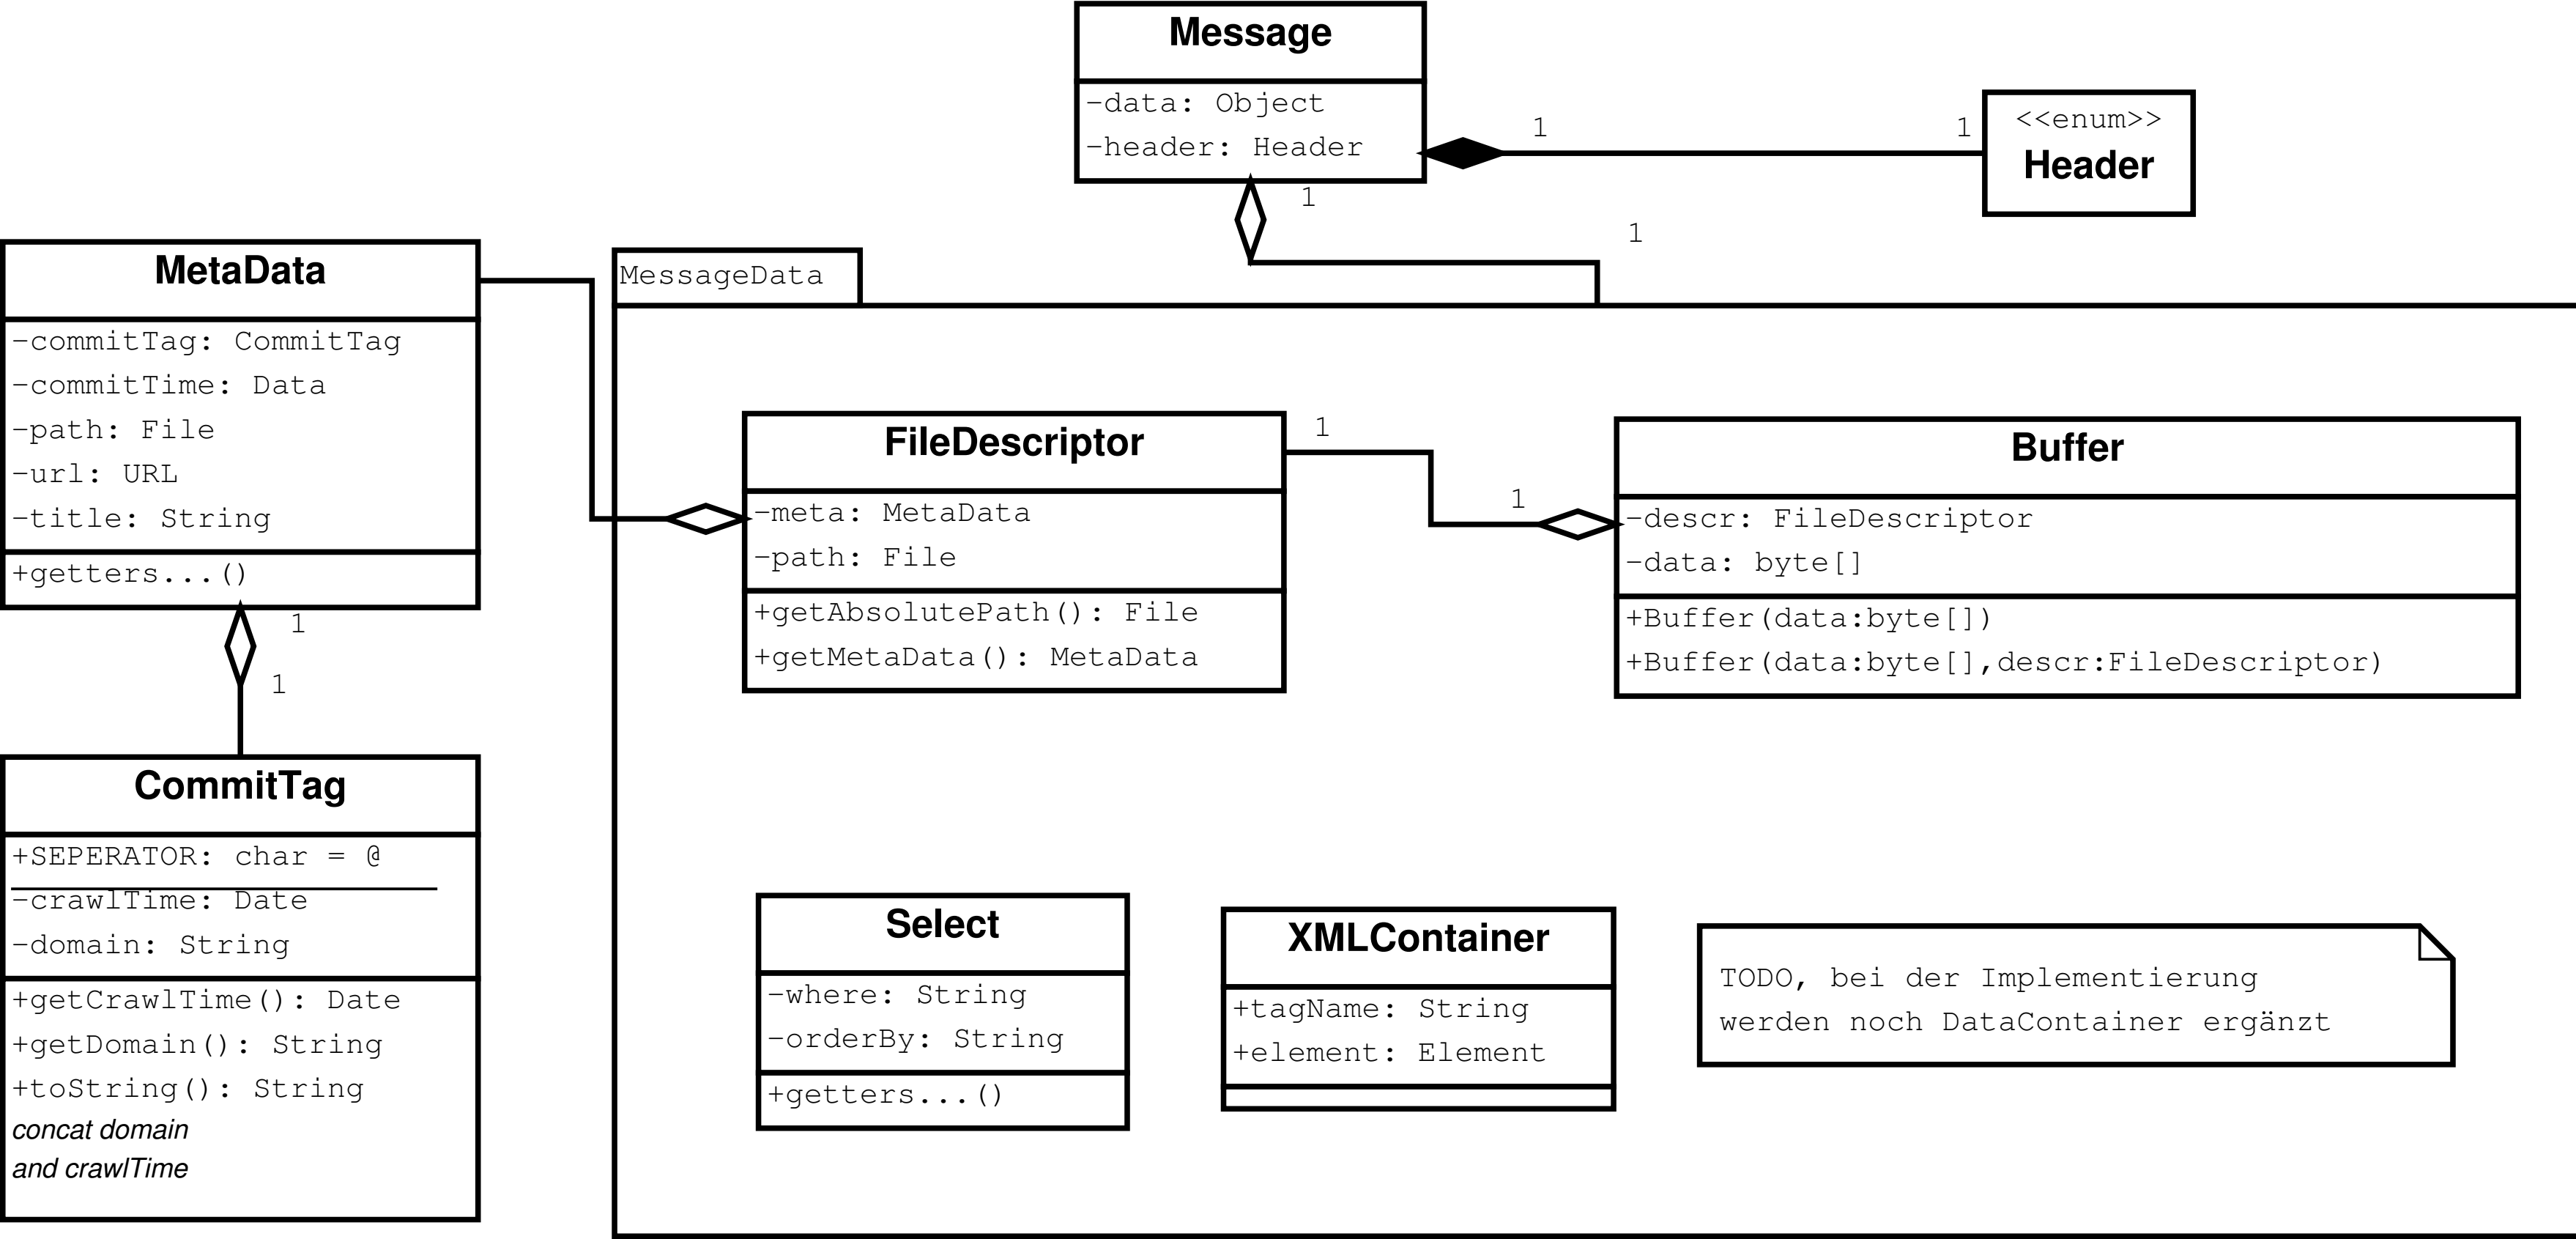 Message
-data: Object
-header: Header
1
1
<<enum>>
Header
1
1
MetaData
-commitTag: CommitTag
-commitTime: Data
-path: File
-url: URL
-title: String
+getters...()
1
1
CommitTag
+SEPERATOR: char = @
-crawlTime: Date
-domain: String
+getCrawlTime(): Date
+getDomain(): String
+toString(): String
concat domain
and crawlTime
MessageData
FileDescriptor
-meta: MetaData
-path: File
+getAbsolutePath(): File
+getMetaData(): MetaData
1
1
Buffer
-descr: FileDescriptor
-data: byte[]
+Buffer(data:byte[])
+Buffer(data:byte[],descr:FileDescriptor)
Select
-where: String
-orderBy: String
+getters...()
XMLContainer
+tagName: String
+element: Element
TODO, bei der Implementierung
werden noch DataContainer ergänzt